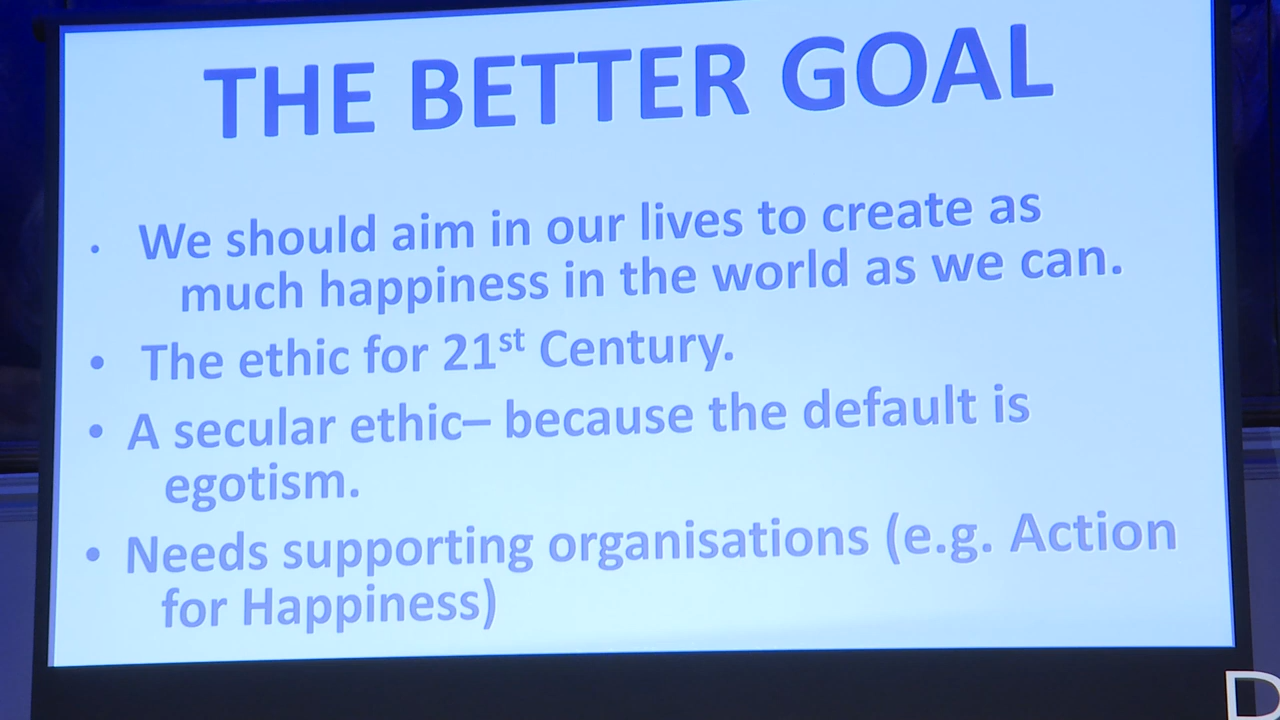 THE BETTER GOAL
• We should aim in our lives to create as
much happiness in the world as we can.
• The ethic for 21st Century.
• A secular ethic– because the default is
egotism.
• Needs supporting organisations (e.g. Action
for Happiness)